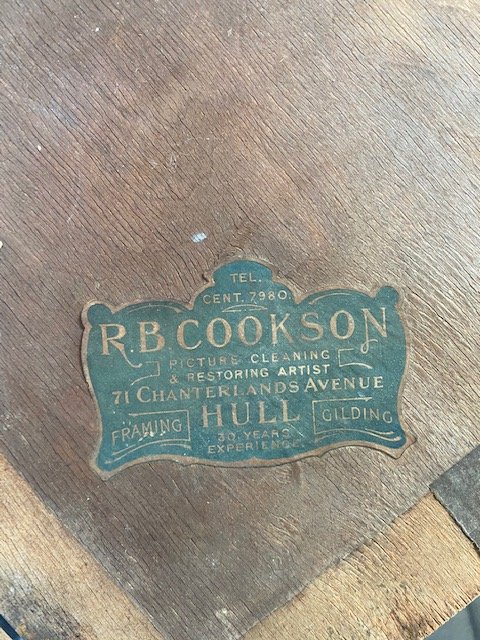 TEL.
CENT. 7980.
R.B COOKSON
PICTURE CLEANING
& RESTORING ARTIST
71 CHANTERLANDS AVENUE
HULL
FRAMING
GILDING
30 YEARS
EXPERIENCE